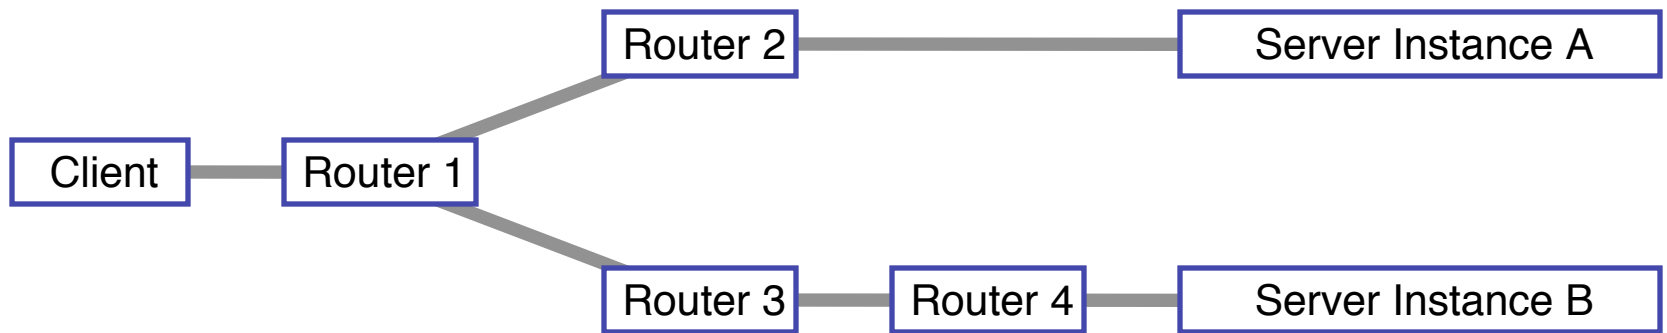 Router 2
Server Instance A
Client
Router 1
Router 3
Router 4
Server Instance B